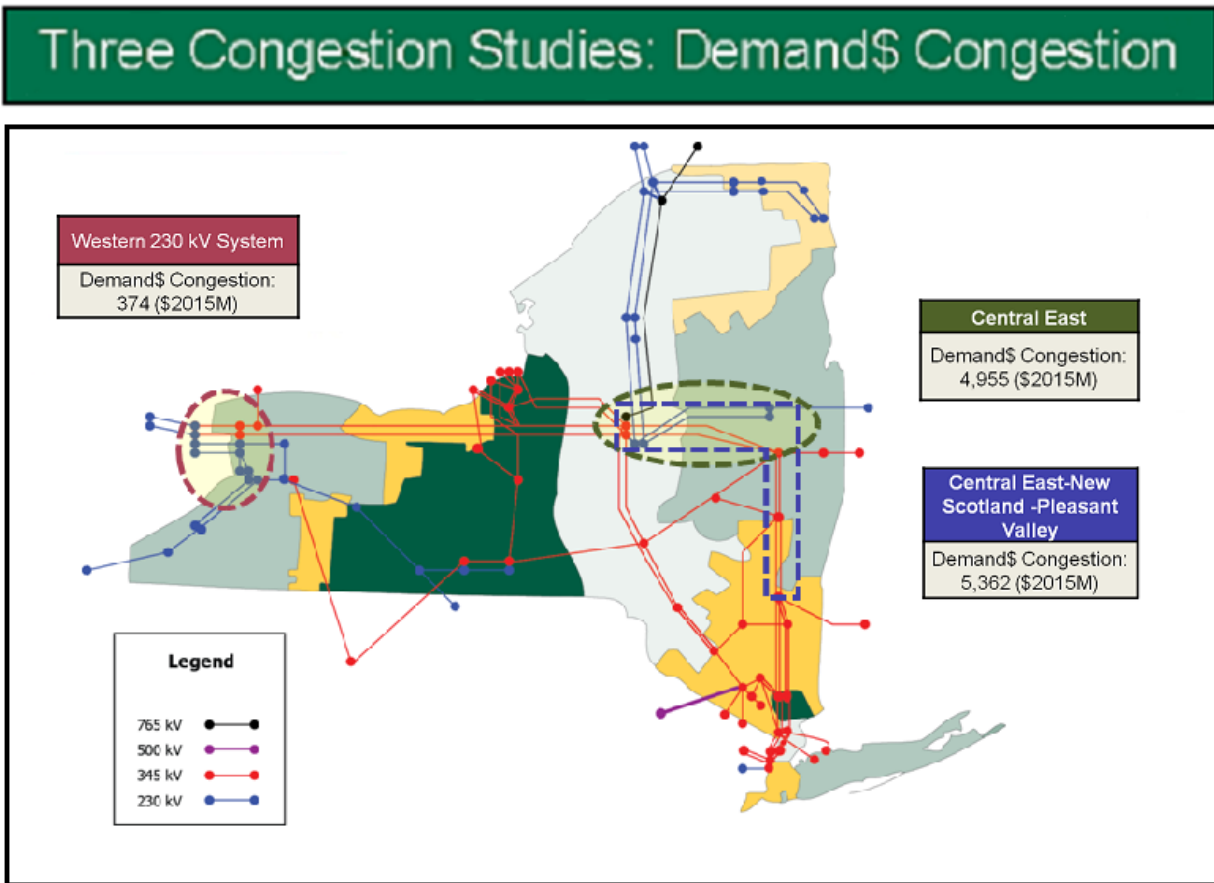 Three Congestion Studies: Demand$ Congestion
Western 230 kV System
Demand$ Congestion:
374 ($2015M)
Central East
Demand$ Congestion:
4,955 ($2015M)
Central East-New
Scotland -Pleasant
Valley
Demand$ Congestion:
5,362 ($2015M)
Legend
765 kV
500 kV
345 kV
230 kV